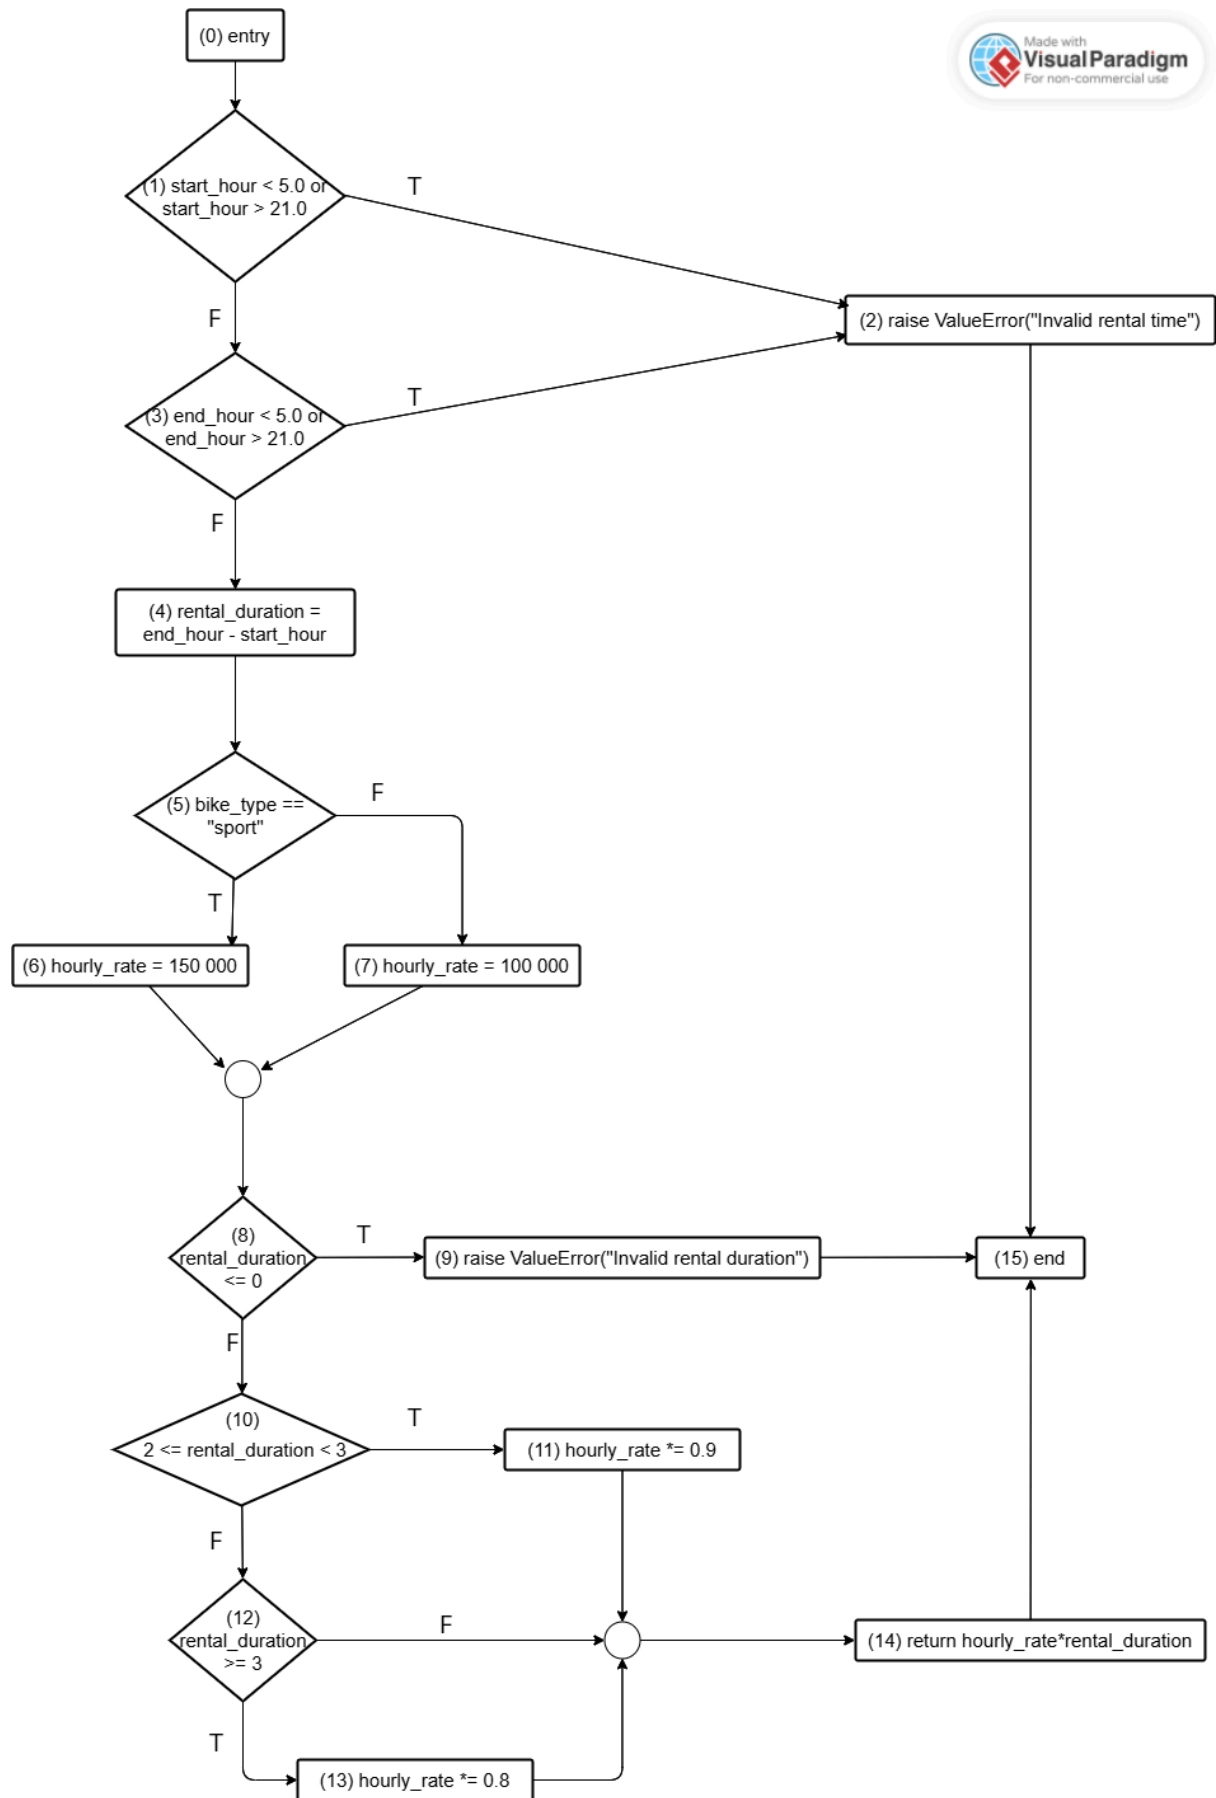 (0) entry
Made with
Visual Paradigm
For non-commercial use
(1) start_hour < 5.0 or
start_hour > 21.0
T
F
(2) raise ValueError("Invalid rental time")
(3) end_hour < 5.0 or
end_hour > 21.0
T
F
(4) rental_duration =
end_hour - start_hour
(5) bike_type ==
"sport"
F
T
(6) hourly_rate = 150 000
(7) hourly_rate = 100 000
(8)
rental_duration
<= 0
T
(9) raise ValueError("Invalid rental duration")
(15) end
F
(10)
2 <= rental_duration < 3
T
(11) hourly_rate *= 0.9
F
(12)
rental_duration
>= 3
F
(14) return hourly_rate*rental_duration
T
(13) hourly_rate *= 0.8